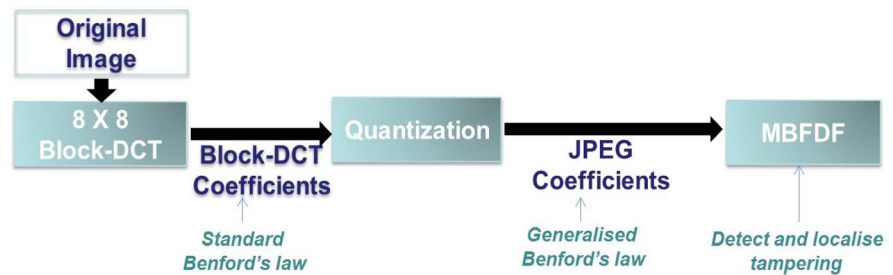 Original
Image
8 X 8
Block-DCT
Block-DCT
Coefficients
Standard
Benford's law
Quantization
JPEG
Coefficients
Generalised
Benford's law
MBFDF
Detect and localise
tampering